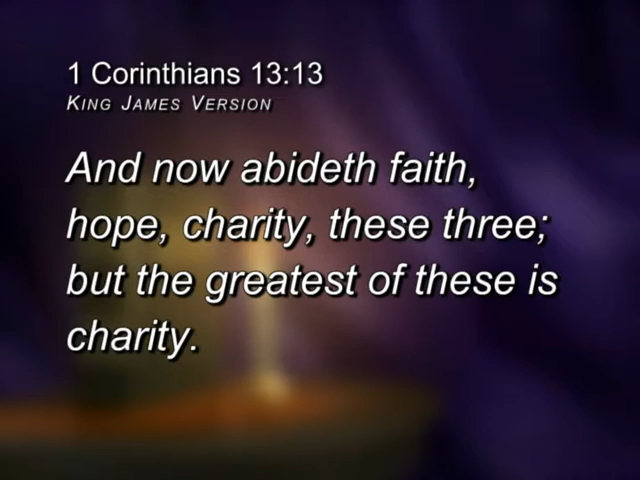 1 Corinthians 13:13
King James Version
And now abideth faith,
hope, charity, these three;
but the greatest of these is
charity.